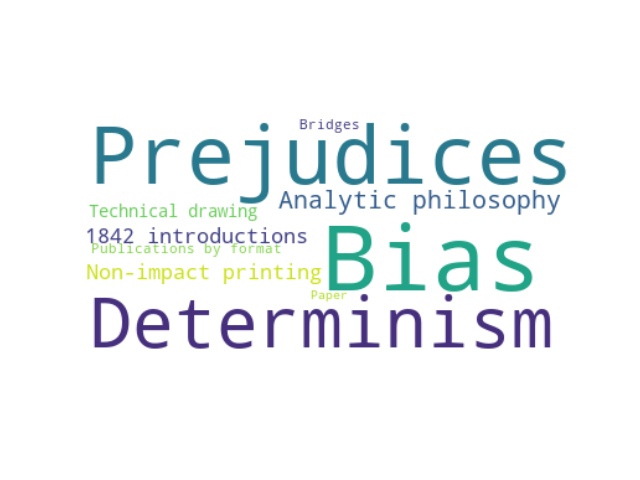 Bridges
Prejudices
Analytic philosophy
Technical drawing
1842 introductions
Bias
Publications by format
Non-impact printing
Paper
Determinism